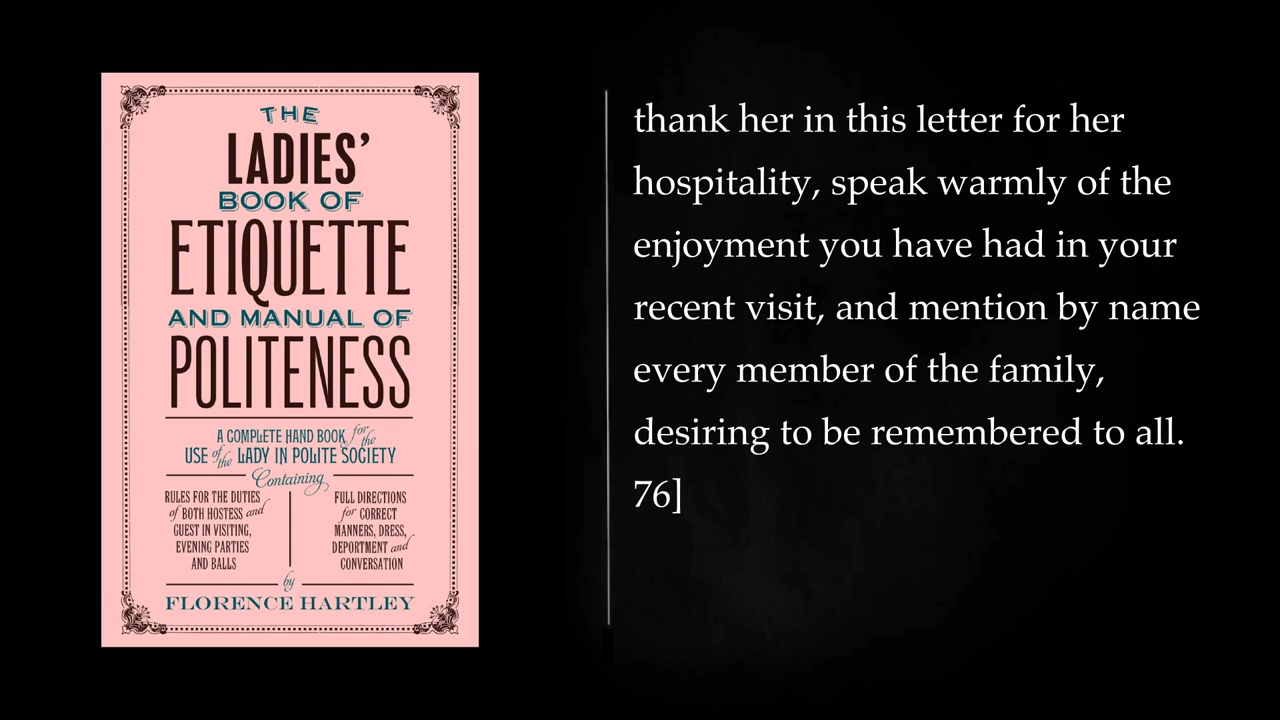 THE
LADIES'
BOOK OF
ETIQUETTE
AND MANUAL OF
POLITENESS
A COMPLETE HAND BOOK for the
USE of the LADY IN POLITE SOCIETY
Containing
RULES FOR THE DUTIES
of BOTH HOSTESS and
GUEST IN VISITING,
EVENING PARTIES
AND BALLS
FULL DIRECTIONS
for CORRECT
MANNERS, DRESS,
DEPORTMENT and
CONVERSATION
by
FLORENCE HARTLEY
thank her in this letter for her
hospitality, speak warmly of the
enjoyment you have had in your
recent visit, and mention by name
every member of the family,
desiring to be remembered to all.
76]